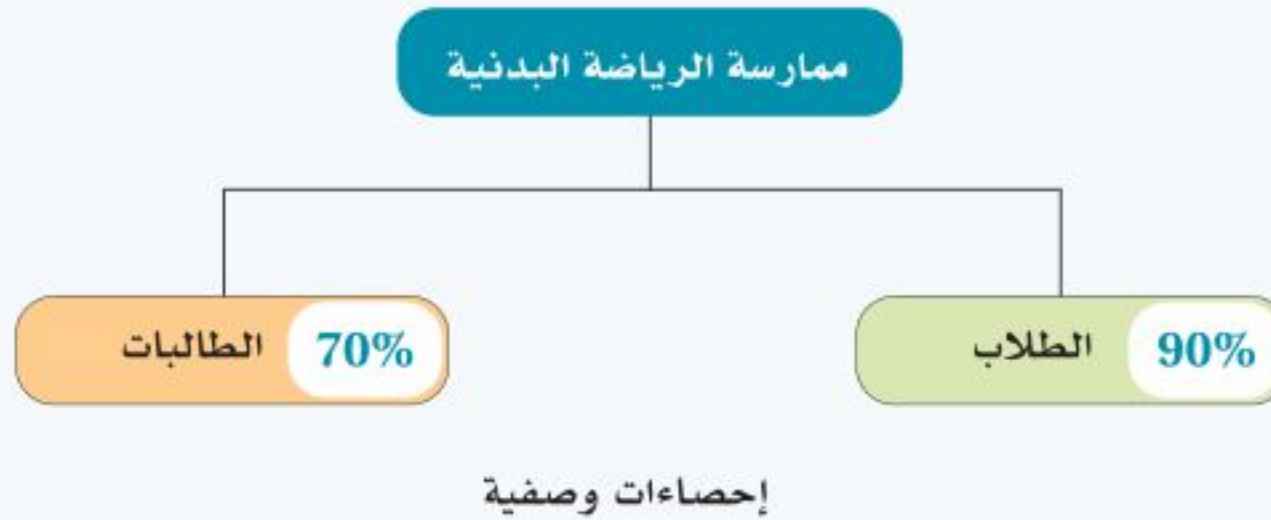 ممارسة الرياضة البدنية
90% الطلاب
70% الطالبات
إحصاءات وصفية